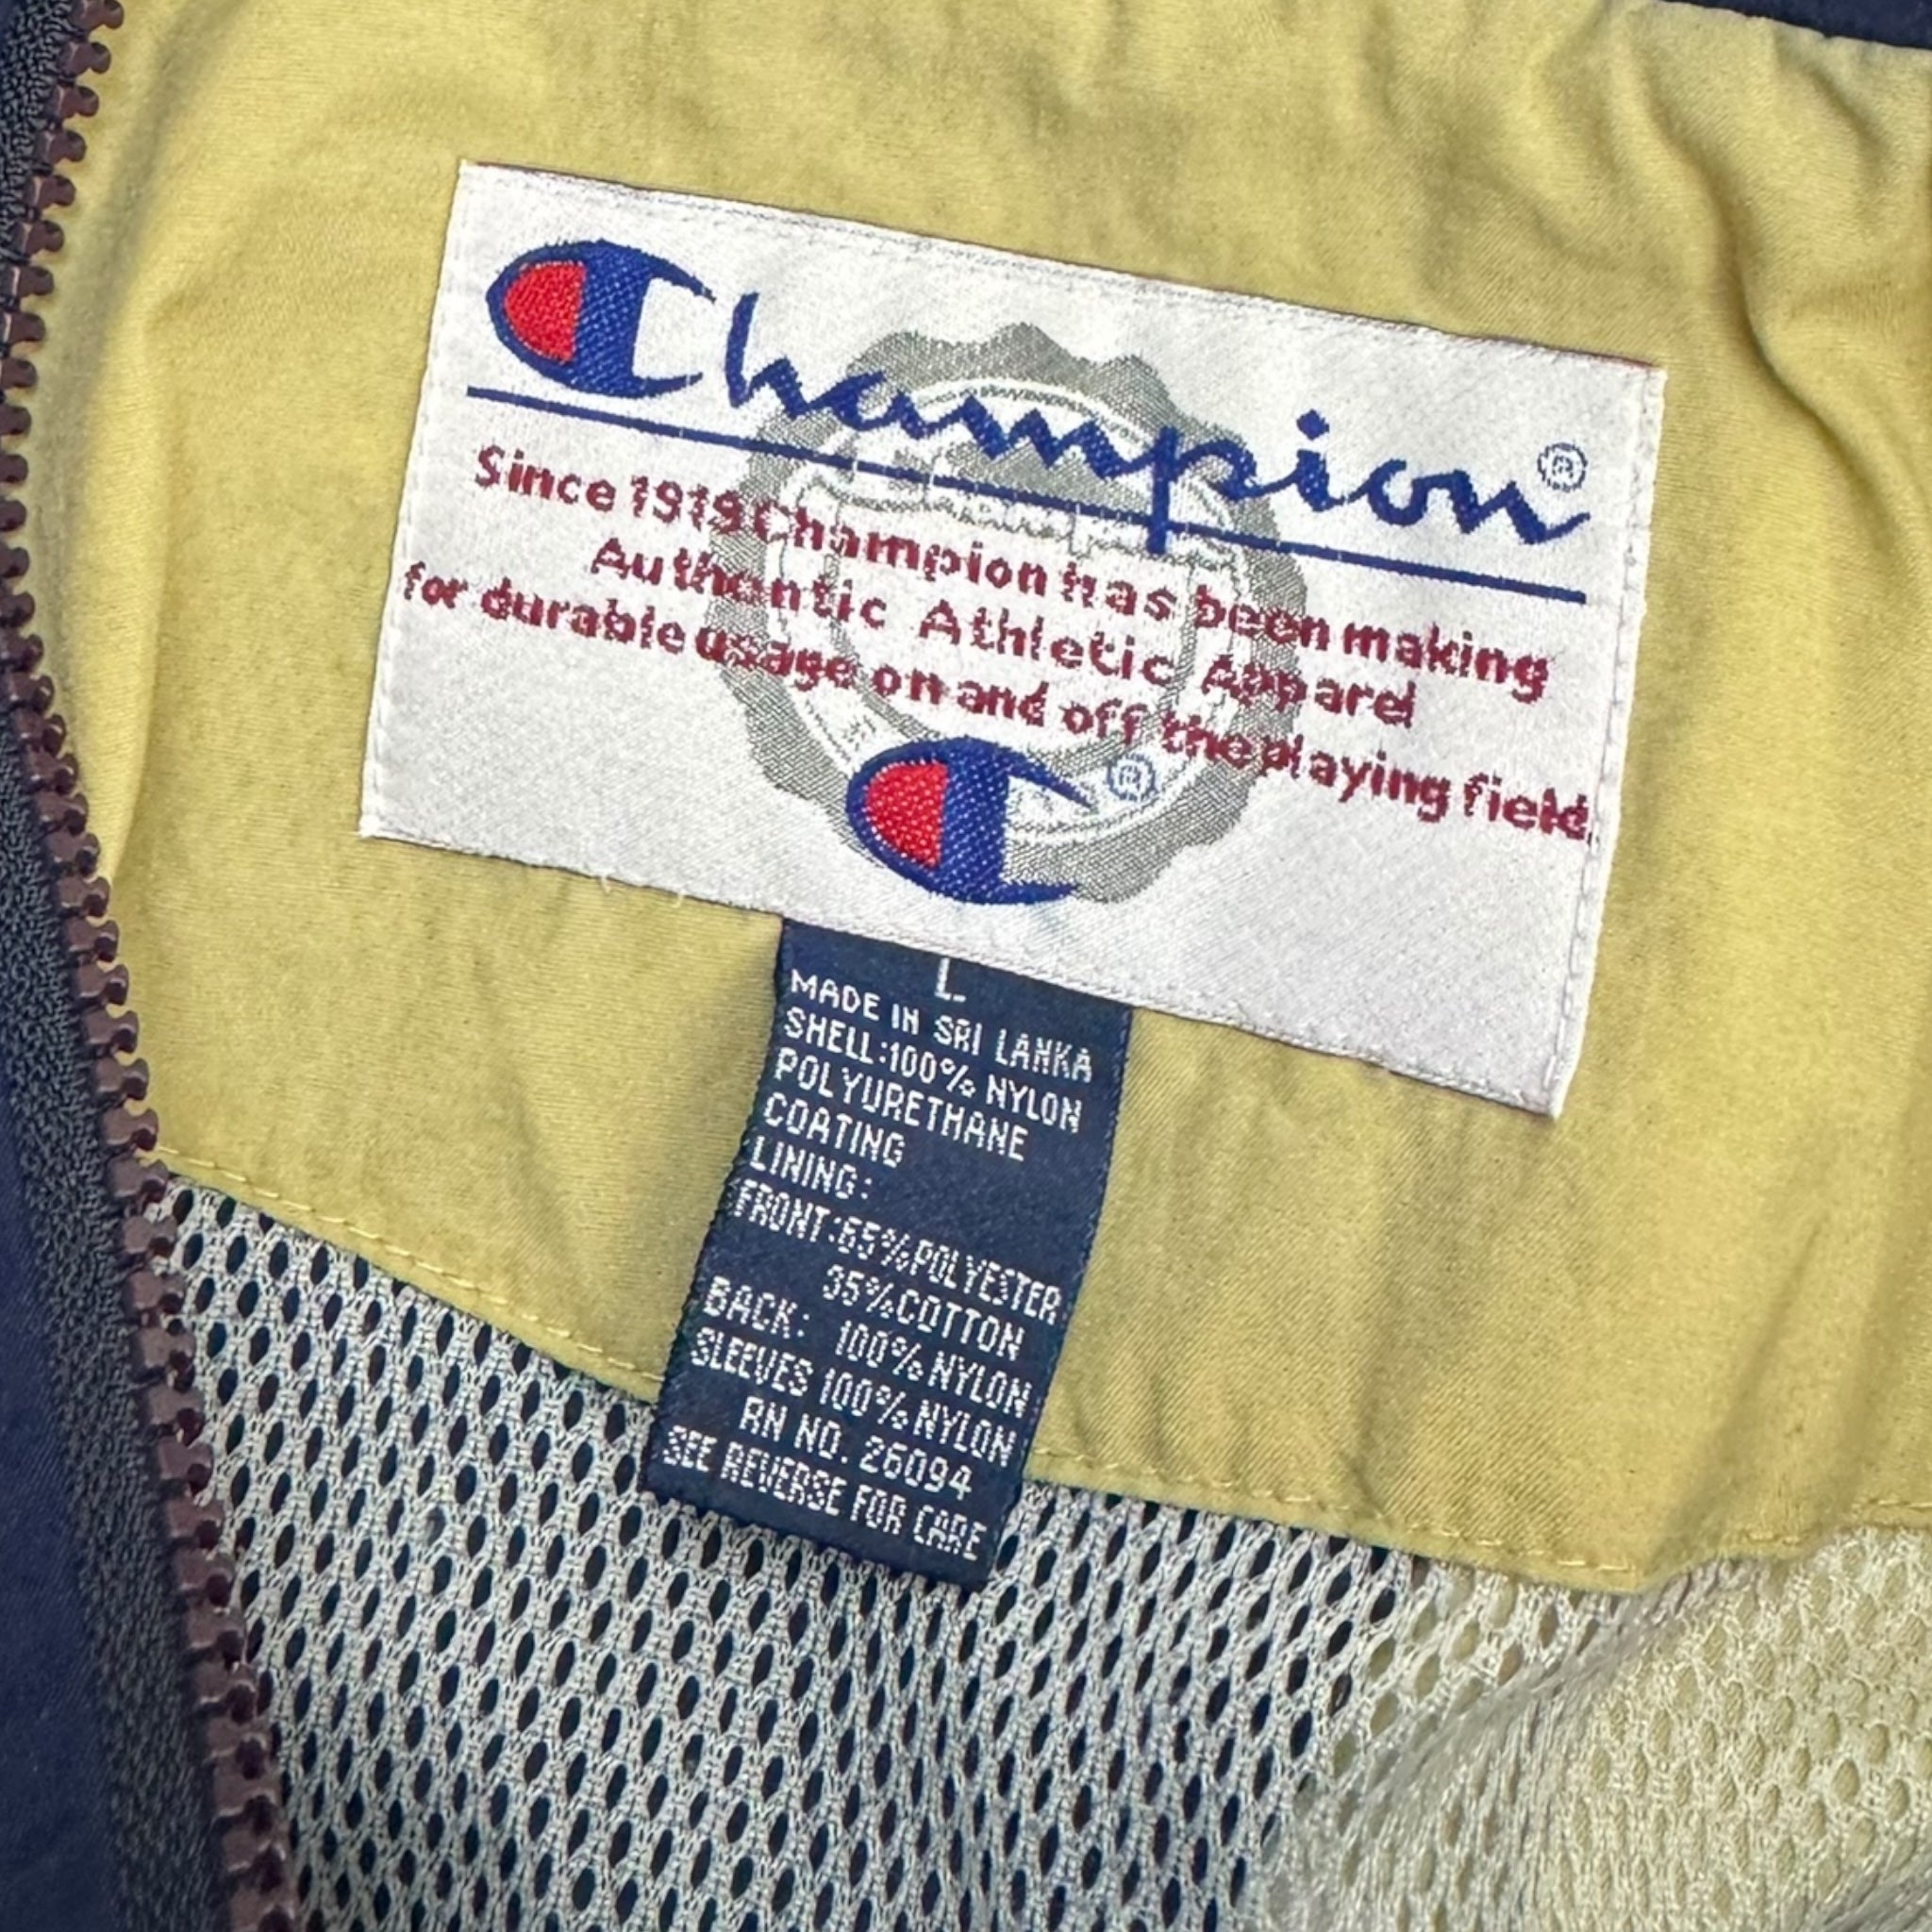 Champion®
Since 1919 Champion has been making
Authentic Athletic Apparel
for durable usage on and off the playing field.
®
L
MADE IN SRI LANKA
SHELL:100% NYLON
POLYURETHANE
COATING
LINING:
FRONT:65%POLYESTER
35%COTTON
BACK: 100%NYLON
SLEEVES 100%NYLON
RN NO. 26094
SEE REVERSE FOR CARE